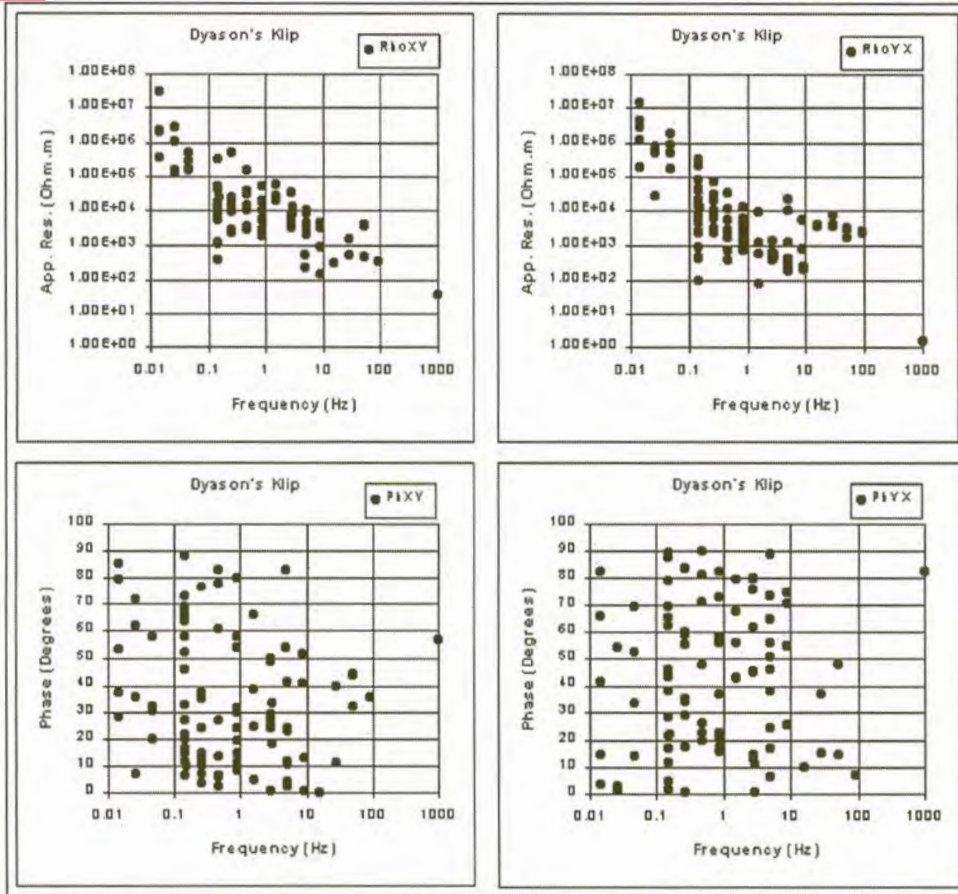 Dyason's Klip
RhoXY
1.00E+08
1.00E+07
1.00E+06
1.00E+05
1.00E+04
1.00E+03
1.00E+02
1.00E+01
1.00E+00
App. Res. (Ohm.m)
0.01 0.1 1 10 100 1000
Frequency (Hz)
Dyason's Klip
RhoYX
1.00E+08
1.00E+07
1.00E+06
1.00E+05
1.00E+04
1.00E+03
1.00E+02
1.00E+01
1.00E+00
App. Res. (Ohm.m)
0.01 0.1 1 10 100 1000
Frequency (Hz)
Dyason's Klip
PhXY
100
90
80
70
60
50
40
30
20
10
0
Phase (Degrees)
0.01 0.1 1 10 100 1000
Frequency (Hz)
Dyason's Klip
PhYX
100
90
80
70
60
50
40
30
20
10
0
Phase (Degrees)
0.01 0.1 1 10 100 1000
Frequency (Hz)